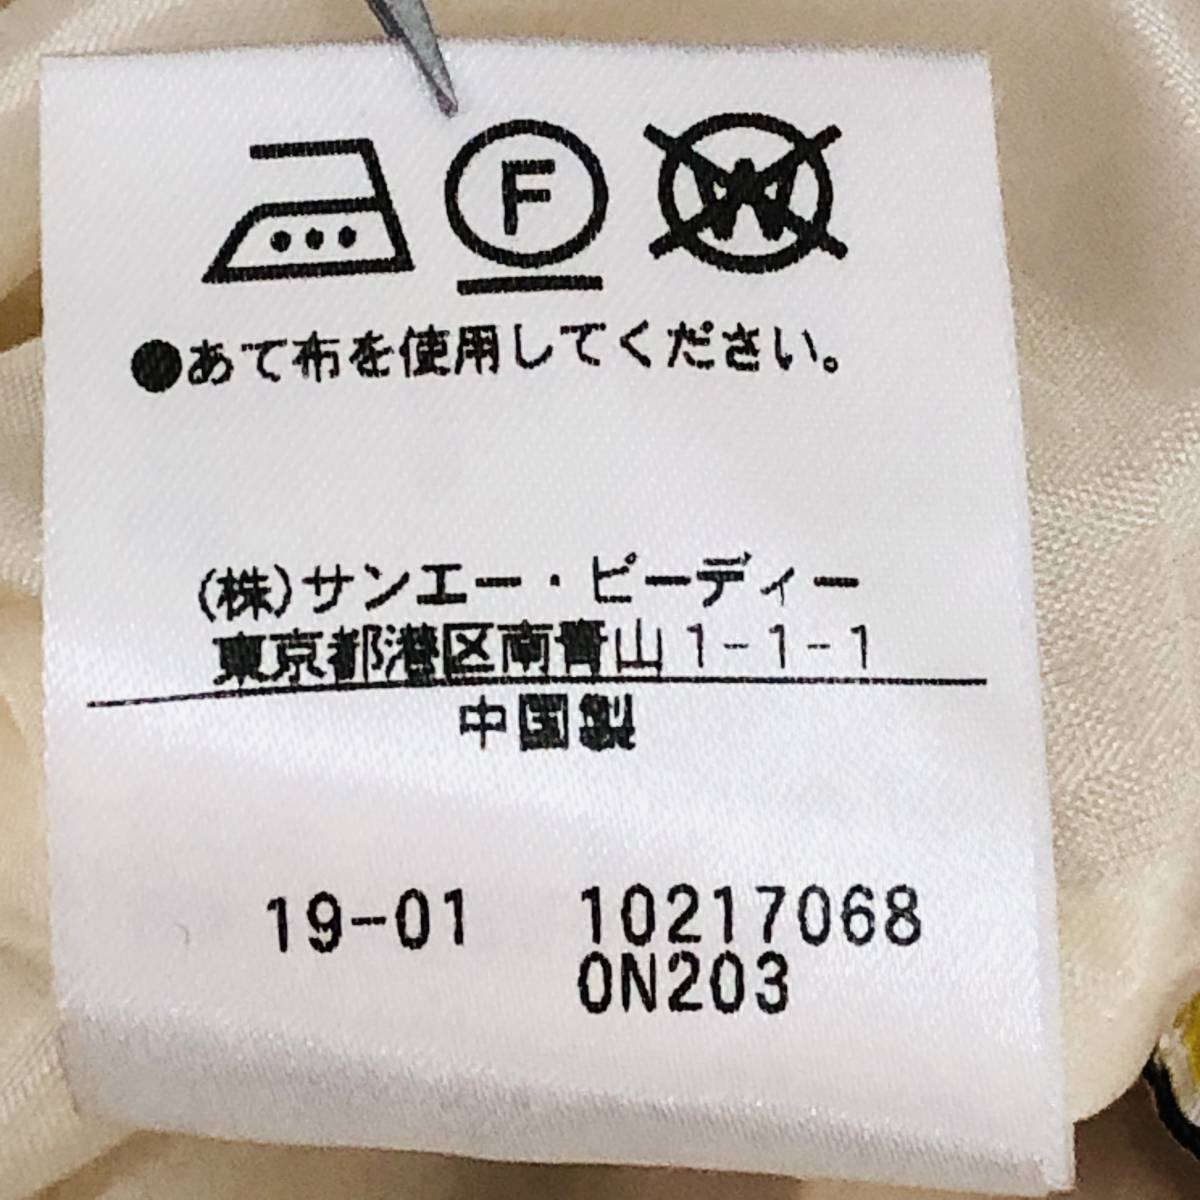 F W
●あて布を使用してください。
(株)サンエー・ビーディー
東京都港区南青山1-1-1
中国製
19-01 10217068
0N203